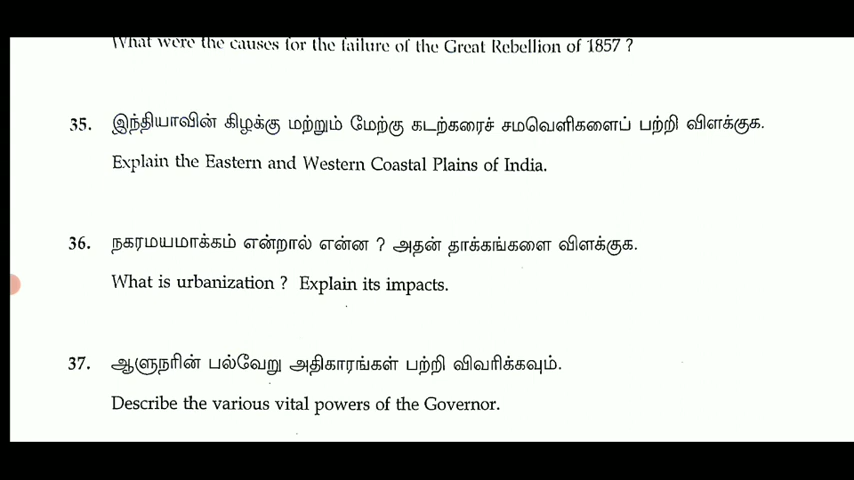 What were the causes for the failure of the Great Rebellion of 1857 ?
35. இந்தியாவின் கிழக்கு மற்றும் மேற்கு கடற்கரைச் சமவெளிகளைப் பற்றி விளக்குக.
Explain the Eastern and Western Coastal Plains of India.
36. நகரமயமாக்கம் என்றால் என்ன ? அதன் தாக்கங்களை விளக்குக.
What is urbanization ? Explain its impacts.
37. ஆளுநரின் பல்வேறு அதிகாரங்கள் பற்றி விவரிக்கவும்.
Describe the various vital powers of the Governor.